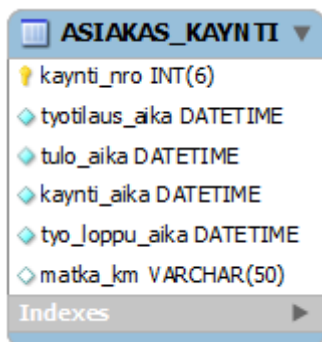 ASIAKAS_KAYNTI
kaynti_nro INT(6)
tyotilaus_aika DATETIME
tulo_aika DATETIME
kaynti_aika DATETIME
tyo_loppu_aika DATETIME
matka_km VARCHAR(50)
Indexes